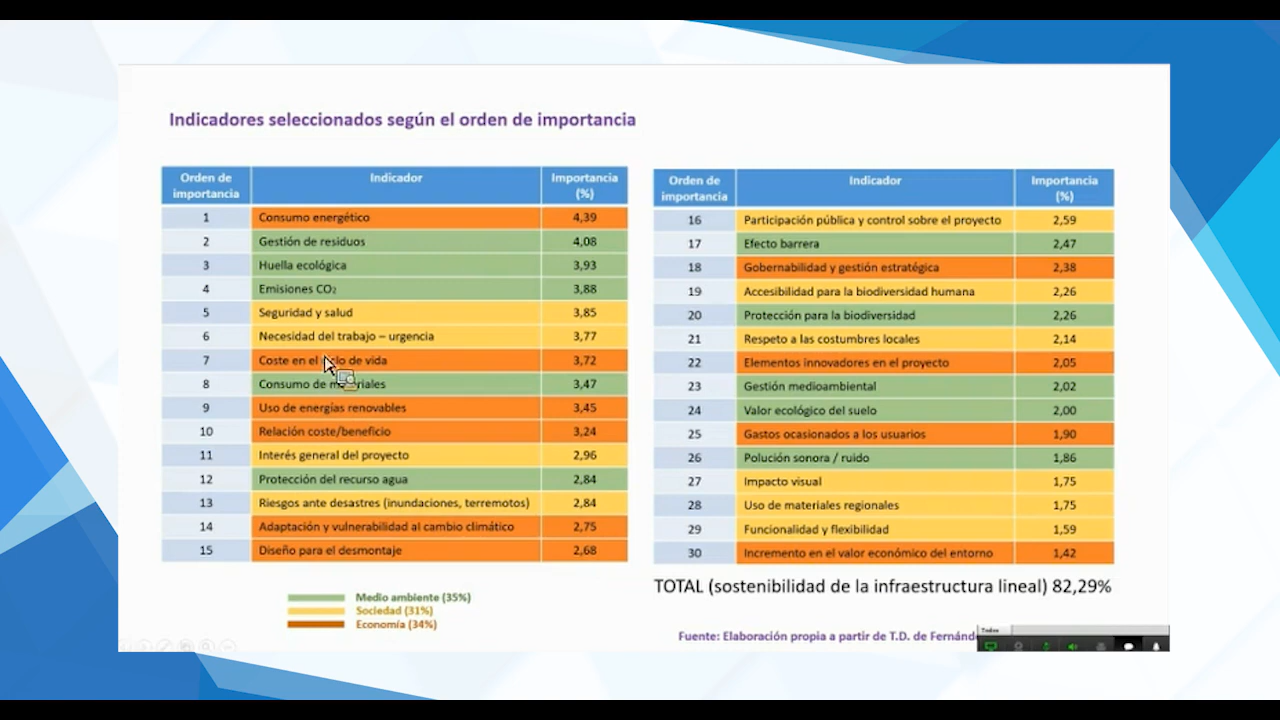 Indicadores seleccionados según el orden de importancia
Orden de importancia Indicador Importancia (%)
1 Consumo energético 4,39
2 Gestión de residuos 4,08
3 Huella ecológica 3,93
4 Emisiones CO₂ 3,88
5 Seguridad y salud 3,85
6 Necesidad del trabajo – urgencia 3,77
7 Coste en el ciclo de vida 3,72
8 Consumo de materiales 3,47
9 Uso de energías renovables 3,45
10 Relación coste/beneficio 3,24
11 Interés general del proyecto 2,96
12 Protección del recurso agua 2,84
13 Riesgos ante desastres (inundaciones, terremotos) 2,84
14 Adaptación y vulnerabilidad al cambio climático 2,75
15 Diseño para el desmontaje 2,68
Orden de importancia Indicador Importancia (%)
16 Participación pública y control sobre el proyecto 2,59
17 Efecto barrera 2,47
18 Gobernabilidad y gestión estratégica 2,38
19 Accesibilidad para la biodiversidad humana 2,26
20 Protección para la biodiversidad 2,26
21 Respeto a las costumbres locales 2,14
22 Elementos innovadores en el proyecto 2,05
23 Gestión medioambiental 2,02
24 Valor ecológico del suelo 2,00
25 Gastos ocasionados a los usuarios 1,90
26 Polución sonora / ruido 1,86
27 Impacto visual 1,75
28 Uso de materiales regionales 1,75
29 Funcionalidad y flexibilidad 1,59
30 Incremento en el valor económico del entorno 1,42
TOTAL (sostenibilidad de la infraestructura lineal) 82,29%
Medio ambiente (35%)
Sociedad (31%)
Economía (34%)
Fuente: Elaboración propia a partir de T.D. de Fernánd